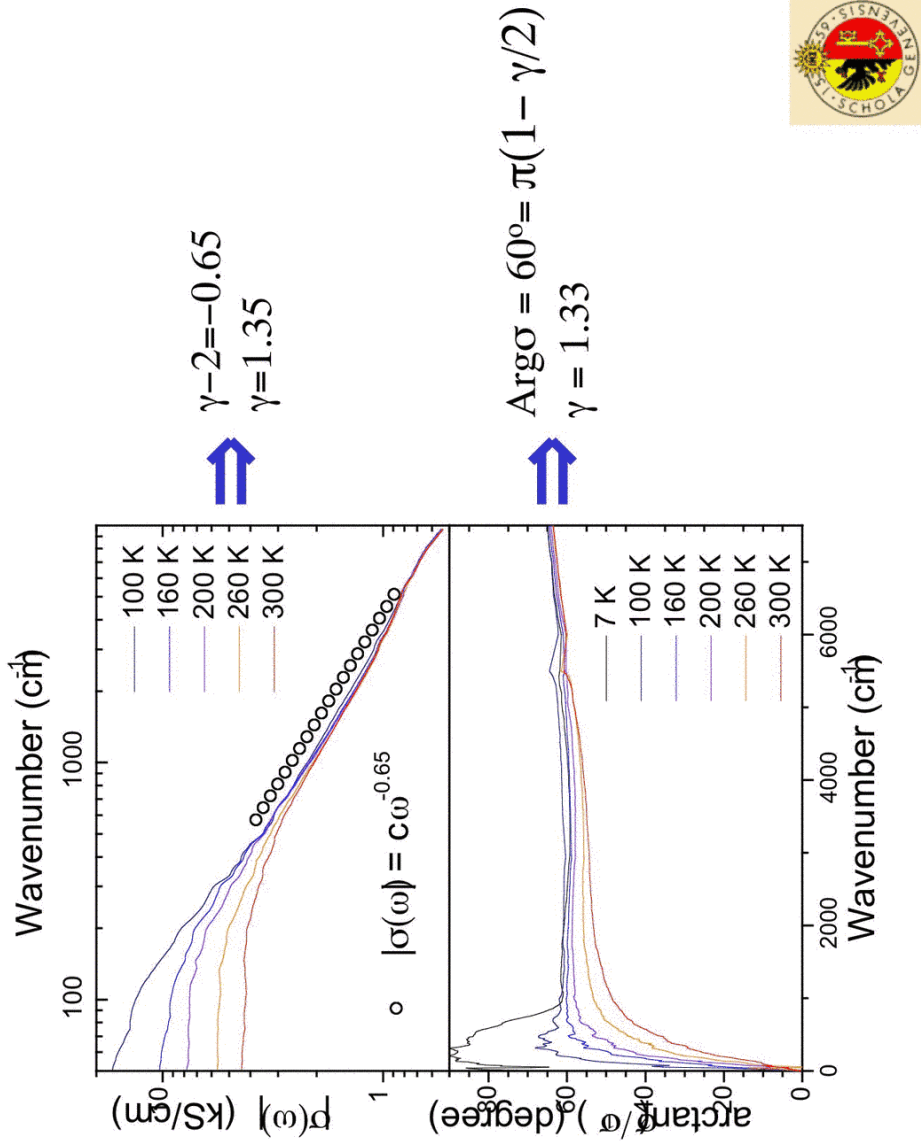 Wavenumber (cm-1)
100
1000
100 K
160 K
200 K
260 K
300 K
10
1
|σ(ω)| (kS/cm)
|σ(ω)| = cω-0.65
γ−2=−0.65
γ=1.35
7 K
100 K
160 K
200 K
260 K
300 K
80
60
40
20
0
0
2000
4000
6000
Wavenumber (cm-1)
Argσ = 60º= π(1− γ/2)
γ = 1.33
SCHOLA GENEVENSIS